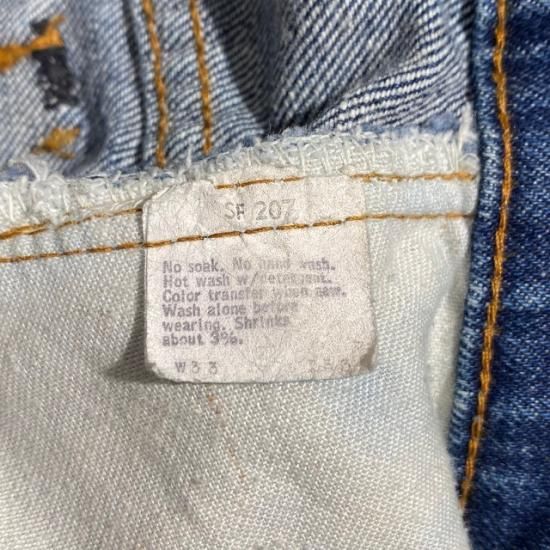 SF 207
No soak. No hand wash.
Hot wash w/detergent.
Color transfer when new.
Wash alone before
wearing. Shrinks
about 3%.
W33